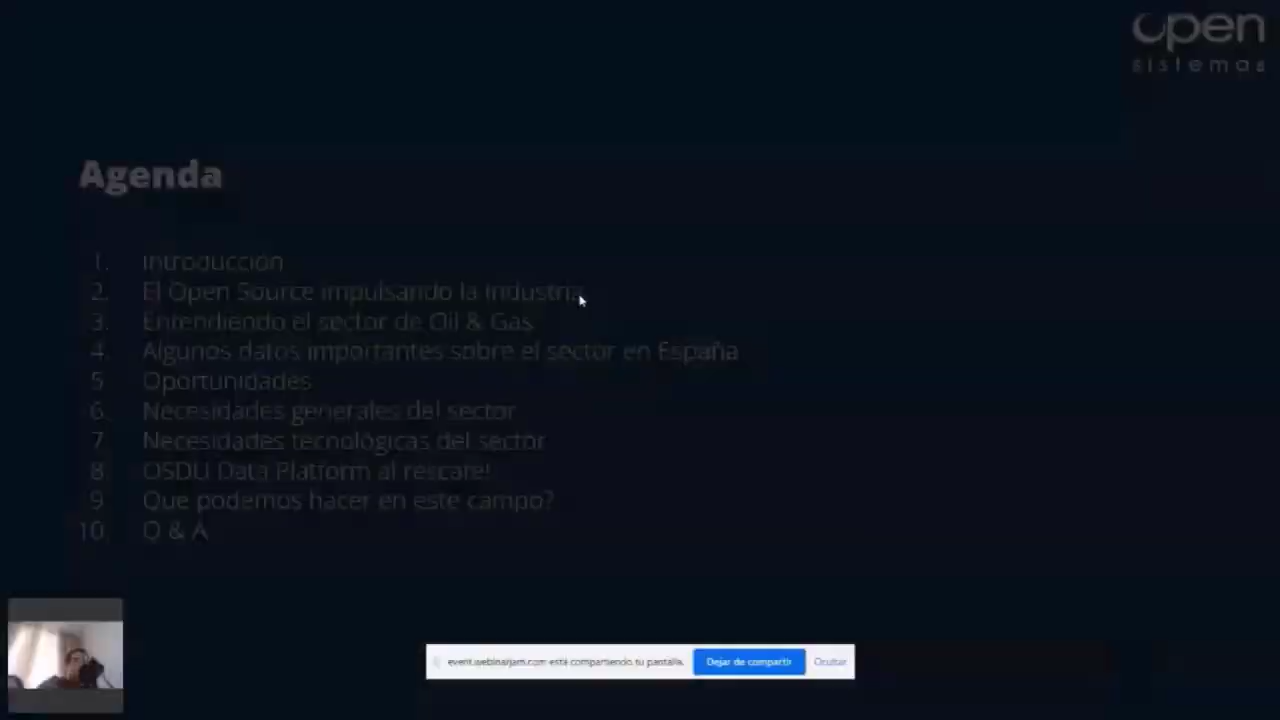 open
sistemas
Agenda
1. Introducción
2. El Open Source impulsando la industria
3. Entendiendo el sector de Oil & Gas
4. Algunos datos importantes sobre el sector en España
5. Oportunidades
6. Necesidades generales del sector
7. Necesidades tecnológicas del sector
8. OSDU Data Platform al rescate!
9. Que podemos hacer en este campo?
10. Q & A
event.webinarjam.com está compartiendo tu pantalla.
Dejar de compartir
Ocultar